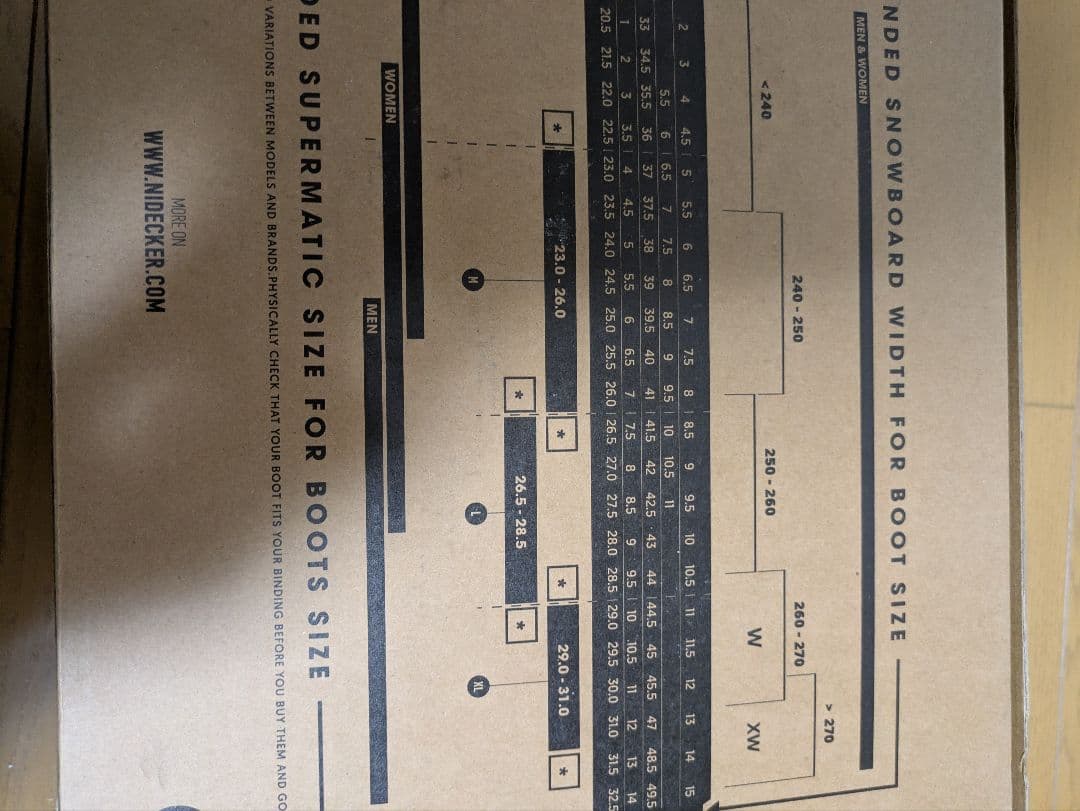 NDED SNOWBOARD WIDTH FOR BOOT SIZE
MEN & WOMEN
> 270
240 - 250 260 - 270
< 240 250 - 260
W XW
2 3 4 4.5 5 5.5 6 6.5 7 7.5 8 8.5 9 9.5 10 10.5 11 11.5 12 13 14 15
5.5 6 6.5 7 7.5 8 8.5 9 9.5 10 10.5 11
33 34.5 35.5 36 37 37.5 38 39 39.5 40 41 41.5 42 42.5 43 44 44.5 45 45.5 47 48.5 49.5
1 2 3 3.5 4 4.5 5 5.5 6 6.5 7 7.5 8 8.5 9 9.5 10 10.5 11 12 13 14
20.5 21.5 22.0 22.5 23.0 23.5 24.0 24.5 25.0 25.5 26.0 26.5 27.0 27.5 28.0 28.5 29.0 29.5 30.0 31.0 31.5 32.5
* 23.0 - 26.0 * * 29.0 - 31.0 *
* 26.5 - 28.5 *
M L XL
WOMEN
MEN
DED SUPERMATIC SIZE FOR BOOTS SIZE
VARIATIONS BETWEEN MODELS AND BRANDS.PHYSICALLY CHECK THAT YOUR BOOT FITS YOUR BINDING BEFORE YOU BUY THEM AND GO
MORE ON
WWW.NIDECKER.COM